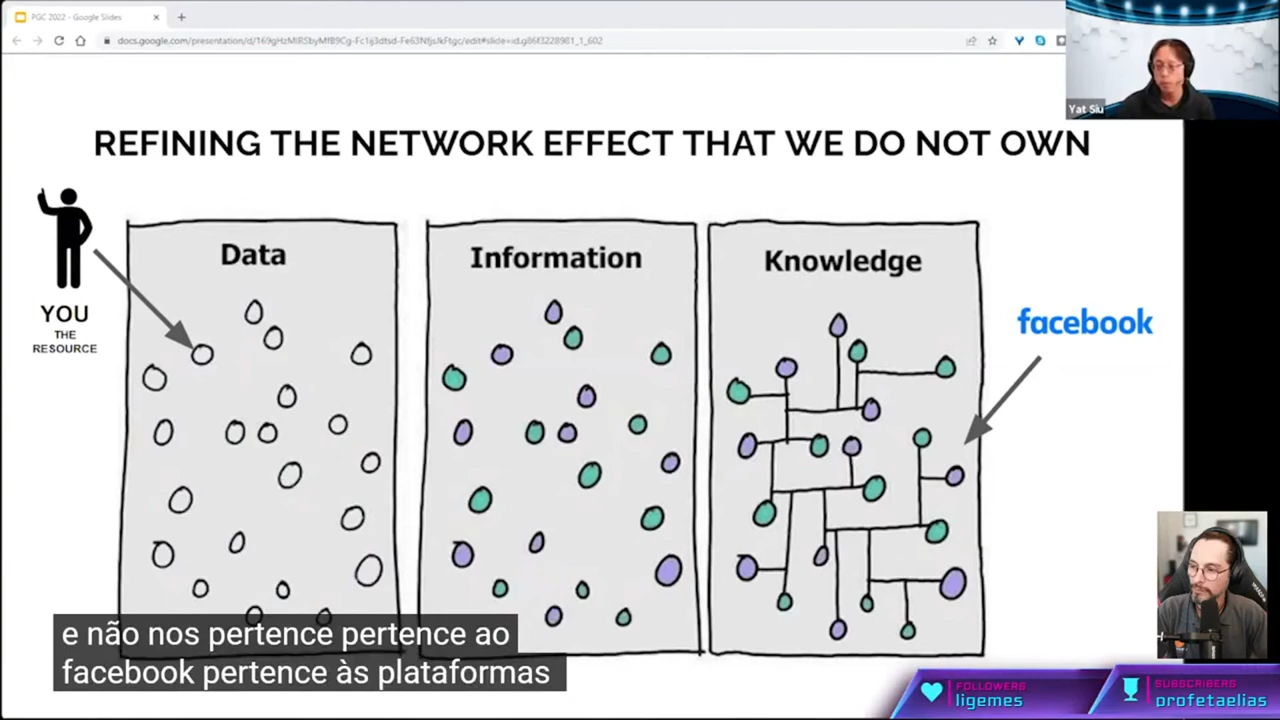 PGC 2022 - Google Slides
Yat Siu
REFINING THE NETWORK EFFECT THAT WE DO NOT OWN
YOU
THE
RESOURCE
Data
Information
Knowledge
facebook
e não nos pertence pertence ao
facebook pertence às plataformas
FOLLOWERS
ligemes
SUBSCRIBERS
profetaelias